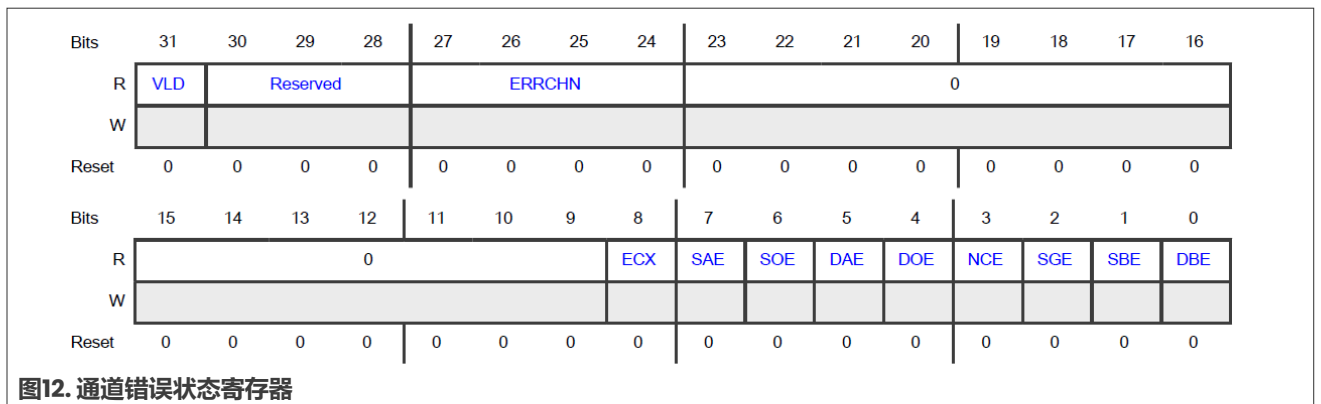 Bits 31 30 29 28 27 26 25 24 23 22 21 20 19 18 17 16
R VLD Reserved ERRCHN 0
W
Reset 0 0 0 0 0 0 0 0 0 0 0 0 0 0 0 0
Bits 15 14 13 12 11 10 9 8 7 6 5 4 3 2 1 0
R 0 ECX SAE SOE DAE DOE NCE SGE SBE DBE
W
Reset 0 0 0 0 0 0 0 0 0 0 0 0 0 0 0 0
图12. 通道错误状态寄存器